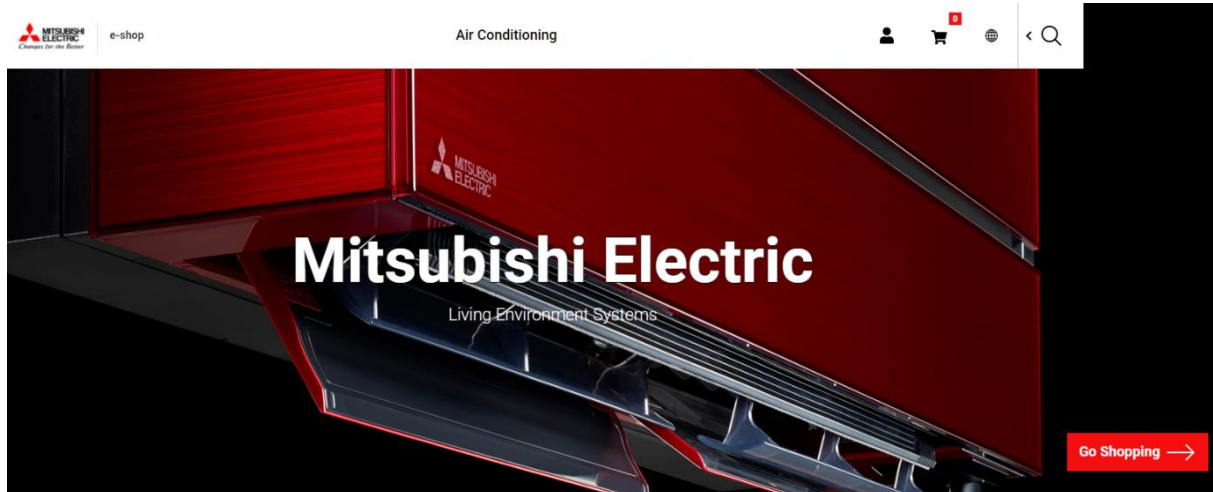 MITSUBISHI
ELECTRIC
Changes for the Better
e-shop
Air Conditioning
0
MITSUBISHI
ELECTRIC
Mitsubishi Electric
Living Environment Systems
Go Shopping